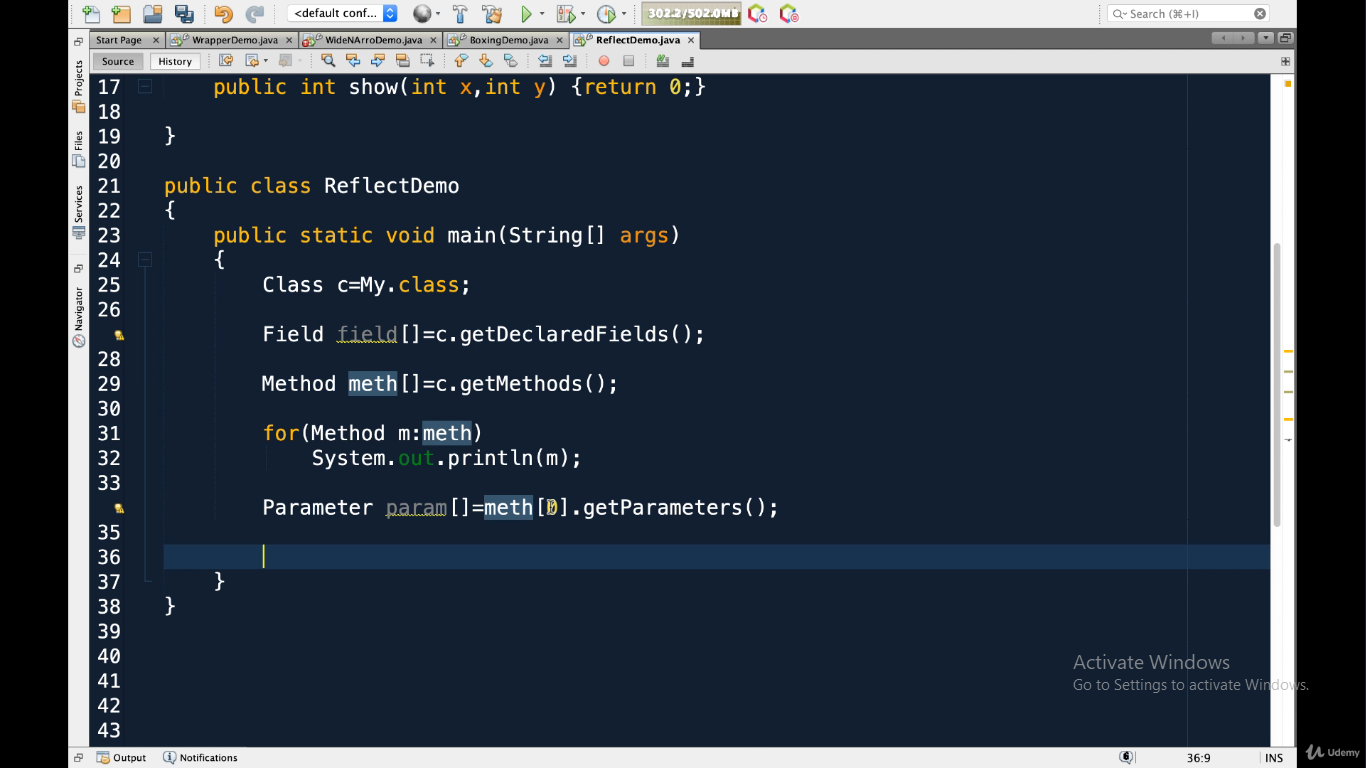 <default conf...
302.2/502.0MB
Search (⌘+I)
Start Page
WrapperDemo.java
WideNArroDemo.java
BoxingDemo.java
ReflectDemo.java
Source
History
Projects
Files
Services
Navigator
17 public int show(int x,int y) {return 0;}
18
19 }
20
21 public class ReflectDemo
22 {
23 public static void main(String[] args)
24 {
25 Class c=My.class;
26
Field field[]=c.getDeclaredFields();
28
29 Method meth[]=c.getMethods();
30
31 for(Method m:meth)
32 System.out.println(m);
33
Parameter param[]=meth[0].getParameters();
35
36
37 }
38 }
39
40
41
42
43
Activate Windows
Go to Settings to activate Windows.
Output
Notifications
6
36:9
INS
Udemy